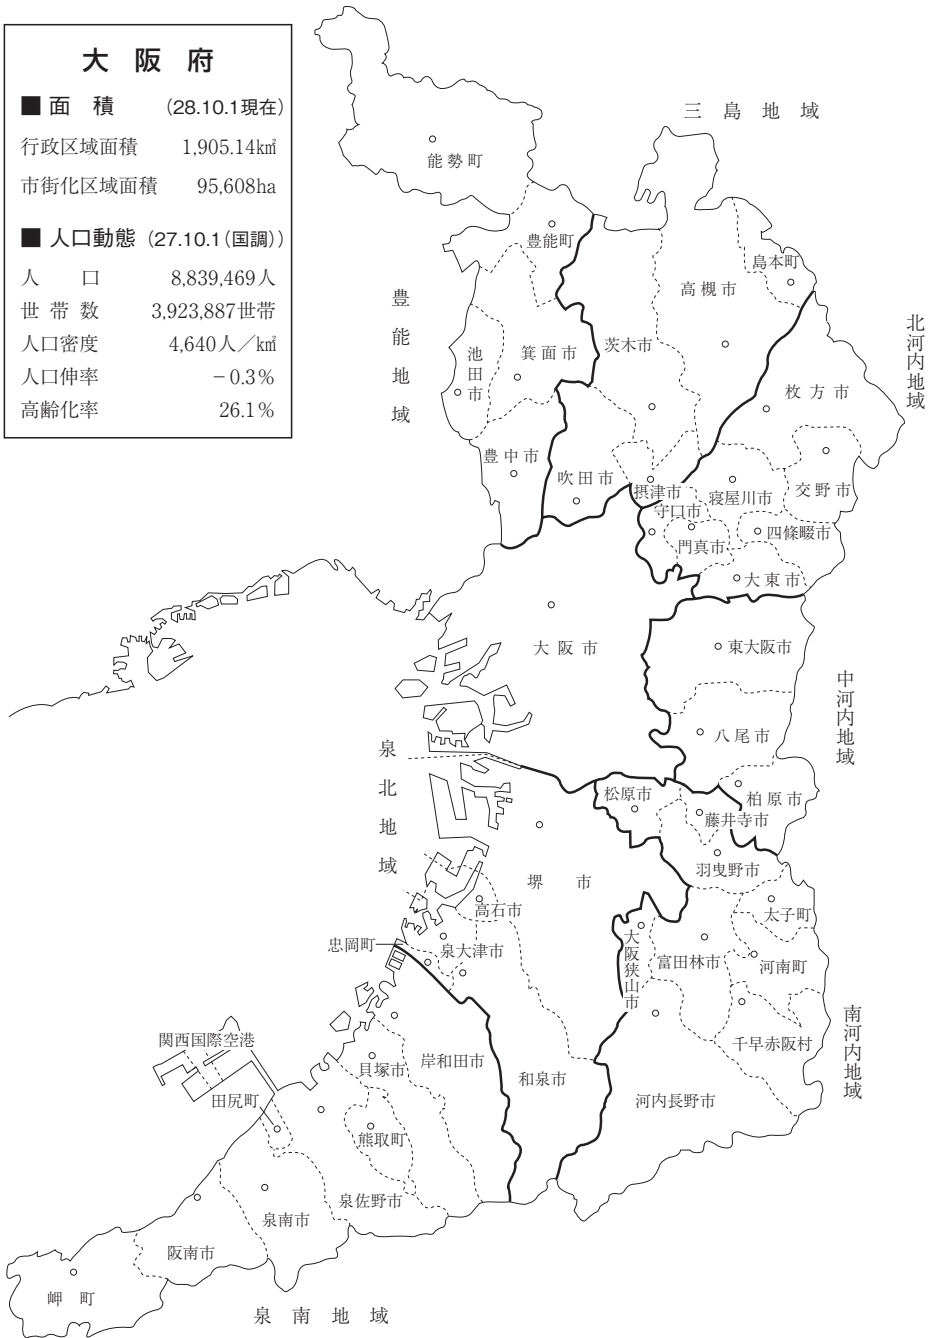 大阪府
■面積 (28.10.1現在)
行政区域面積 1,905.14㎢
市街化区域面積 95,608ha
■人口動態 (27.10.1(国調))
人口 8,839,469人
世帯数 3,923,887世帯
人口密度 4,640人／㎢
人口伸率 －0.3％
高齢化率 26.1％
三島地域
能勢町
豊能町
島本町
高槻市
豊能地域
北河内地域
茨木市
箕面市
池田市
枚方市
豊中市
吹田市
摂津市
寝屋川市
交野市
守口市
四條畷市
門真市
大東市
大阪市
東大阪市
中河内地域
八尾市
泉北地域
松原市
柏原市
藤井寺市
羽曳野市
堺市
高石市
太子町
忠岡町
泉大津市
大阪狭山市
富田林市
河南町
南河内地域
関西国際空港
千早赤阪村
貝塚市
岸和田市
和泉市
河内長野市
田尻町
熊取町
泉佐野市
泉南市
阪南市
岬町
泉南地域